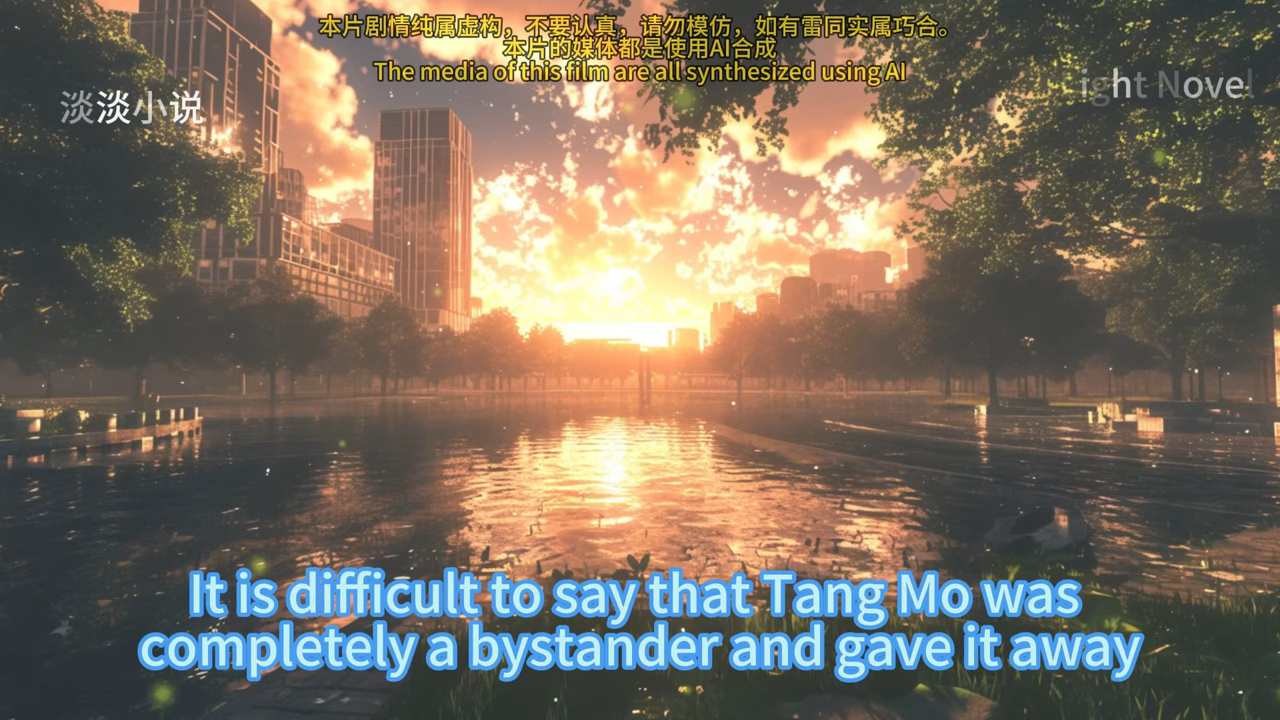 本片剧情纯属虚构，不要认真，请勿模仿，如有雷同实属巧合。
本片的媒体都是使用AI合成
The media of this film are all synthesized using AI
淡淡小说
ight Novel
It is difficult to say that Tang Mo was
completely a bystander and gave it away